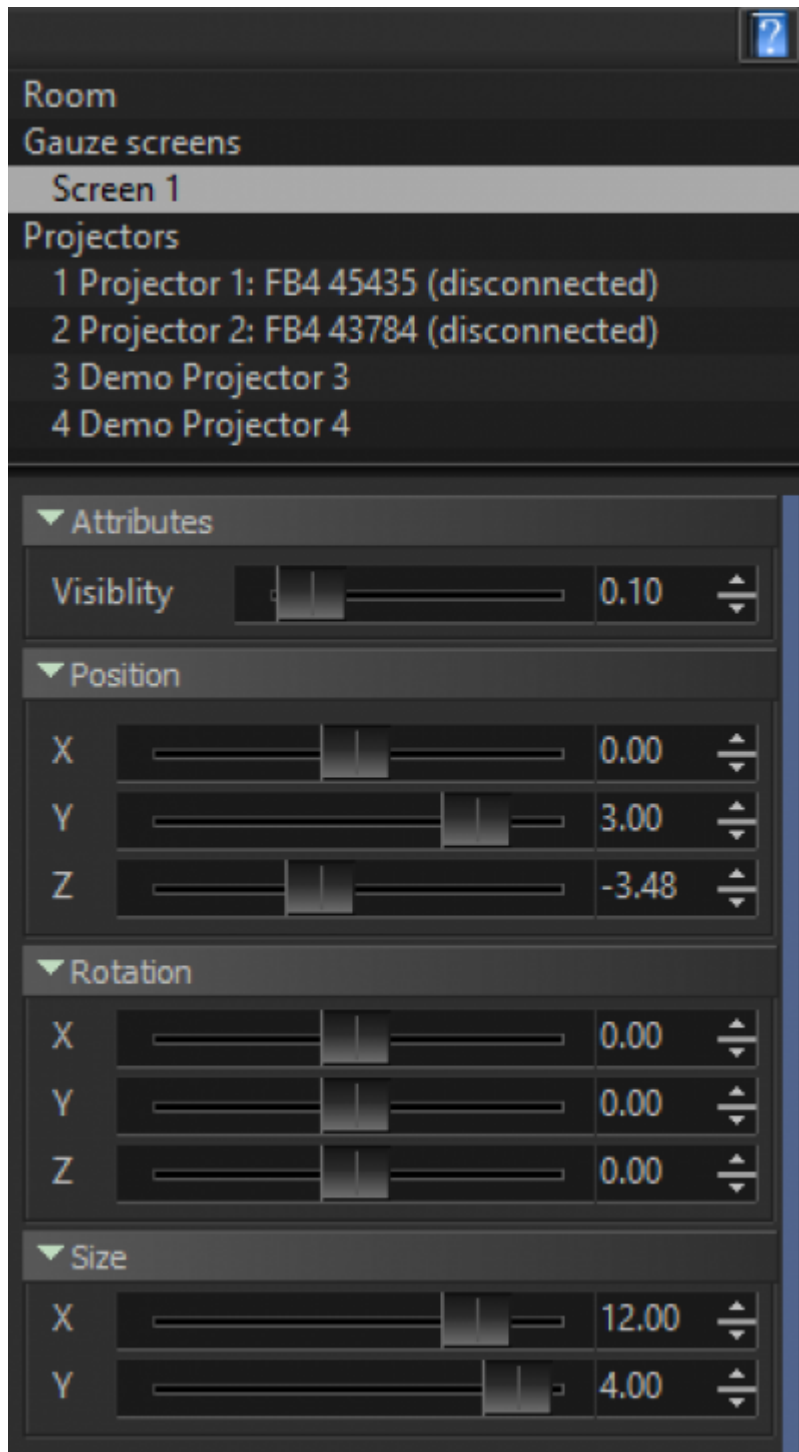 ?
Room
Gauze screens
Screen 1
Projectors
1 Projector 1: FB4 45435 (disconnected)
2 Projector 2: FB4 43784 (disconnected)
3 Demo Projector 3
4 Demo Projector 4
Attributes
Visiblity 0.10
Position
X 0.00
Y 3.00
Z -3.48
Rotation
X 0.00
Y 0.00
Z 0.00
Size
X 12.00
Y 4.00